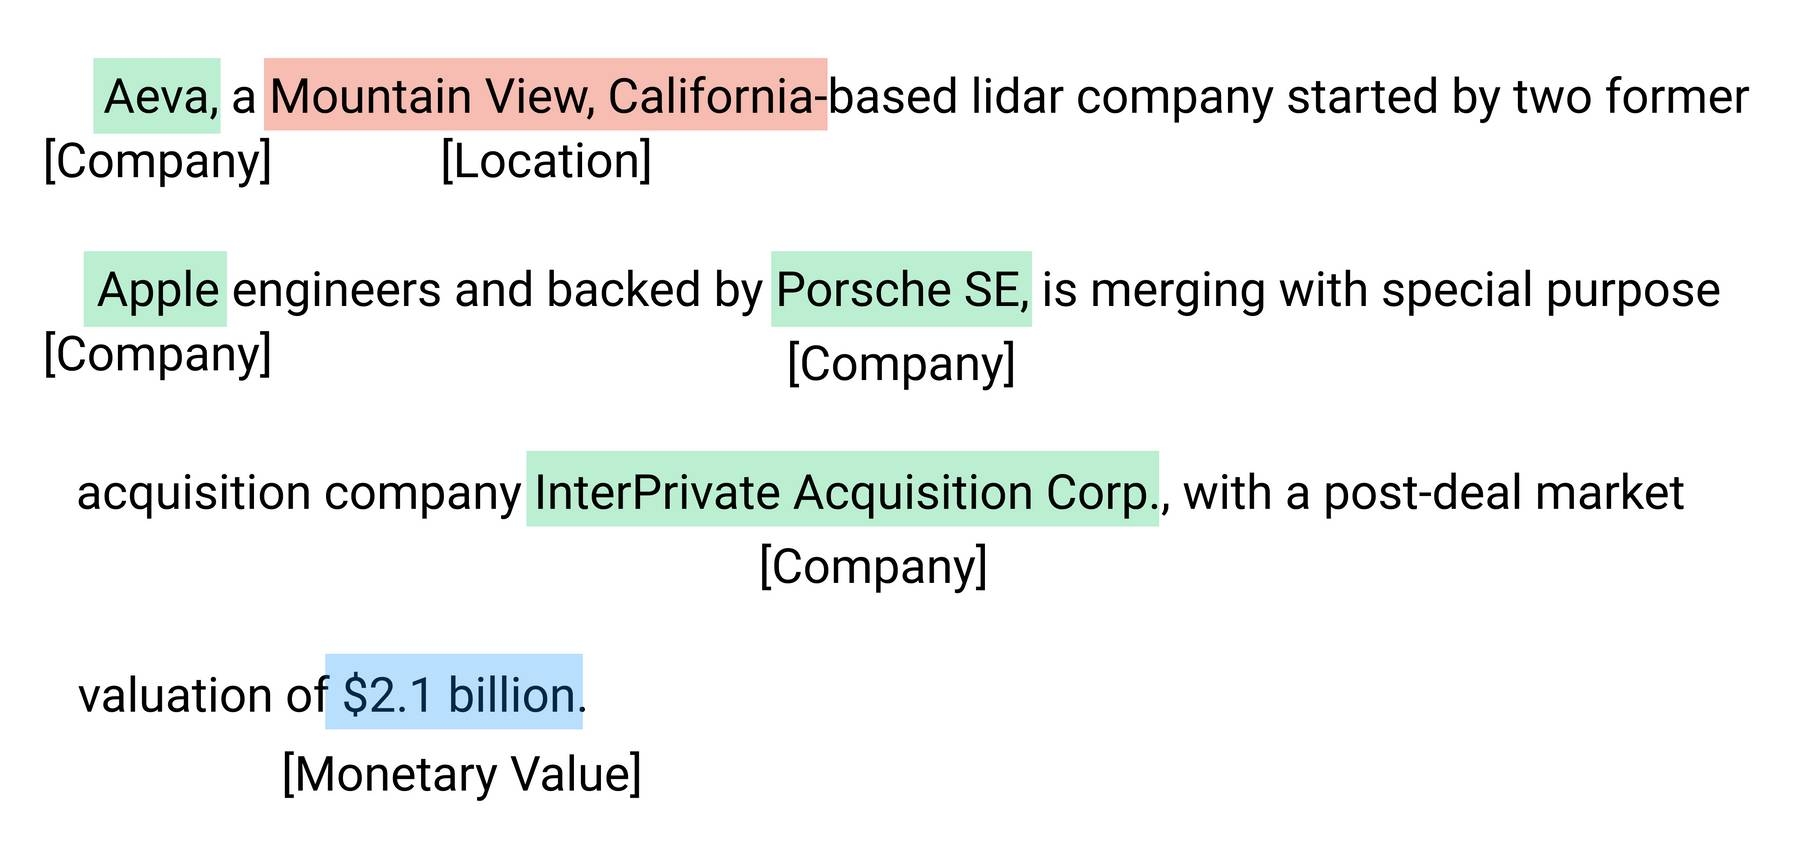 Aeva, a Mountain View, California-based lidar company started by two former
[Company] [Location]
Apple engineers and backed by Porsche SE, is merging with special purpose
[Company] [Company]
acquisition company InterPrivate Acquisition Corp., with a post-deal market
[Company]
valuation of $2.1 billion.
[Monetary Value]